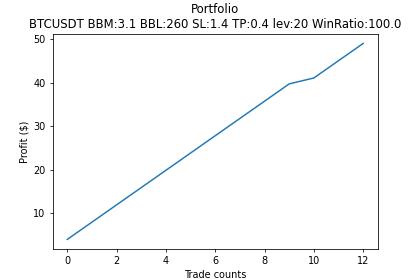 Portfolio
BTCUSDT BBM:3.1 BBL:260 SL:1.4 TP:0.4 lev:20 WinRatio:100.0
50
40
30
20
10
Profit ($)
0 2 4 6 8 10 12
Trade counts